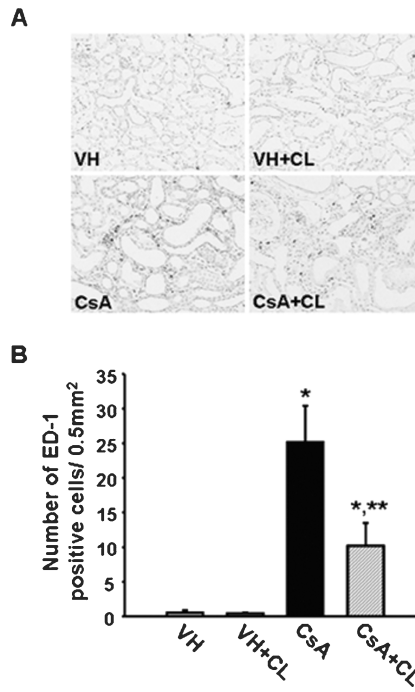 A
VH
VH+CL
CsA
CsA+CL
B
Number of ED-1
positive cells/ 0.5mm²
35
30
25
20
15
10
5
0
*
*,**
VH
VH+CL
CsA
CsA+CL